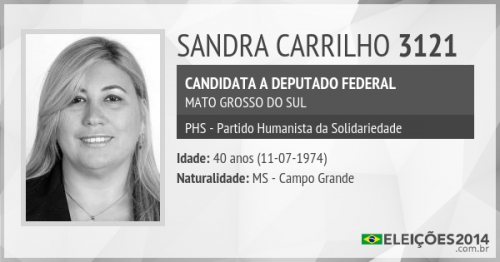 SANDRA CARRILHO 3121
CANDIDATA A DEPUTADO FEDERAL
MATO GROSSO DO SUL
PHS - Partido Humanista da Solidariedade
Idade: 40 anos (11-07-1974)
Naturalidade: MS - Campo Grande
ELEIÇÕES2014
.com.br